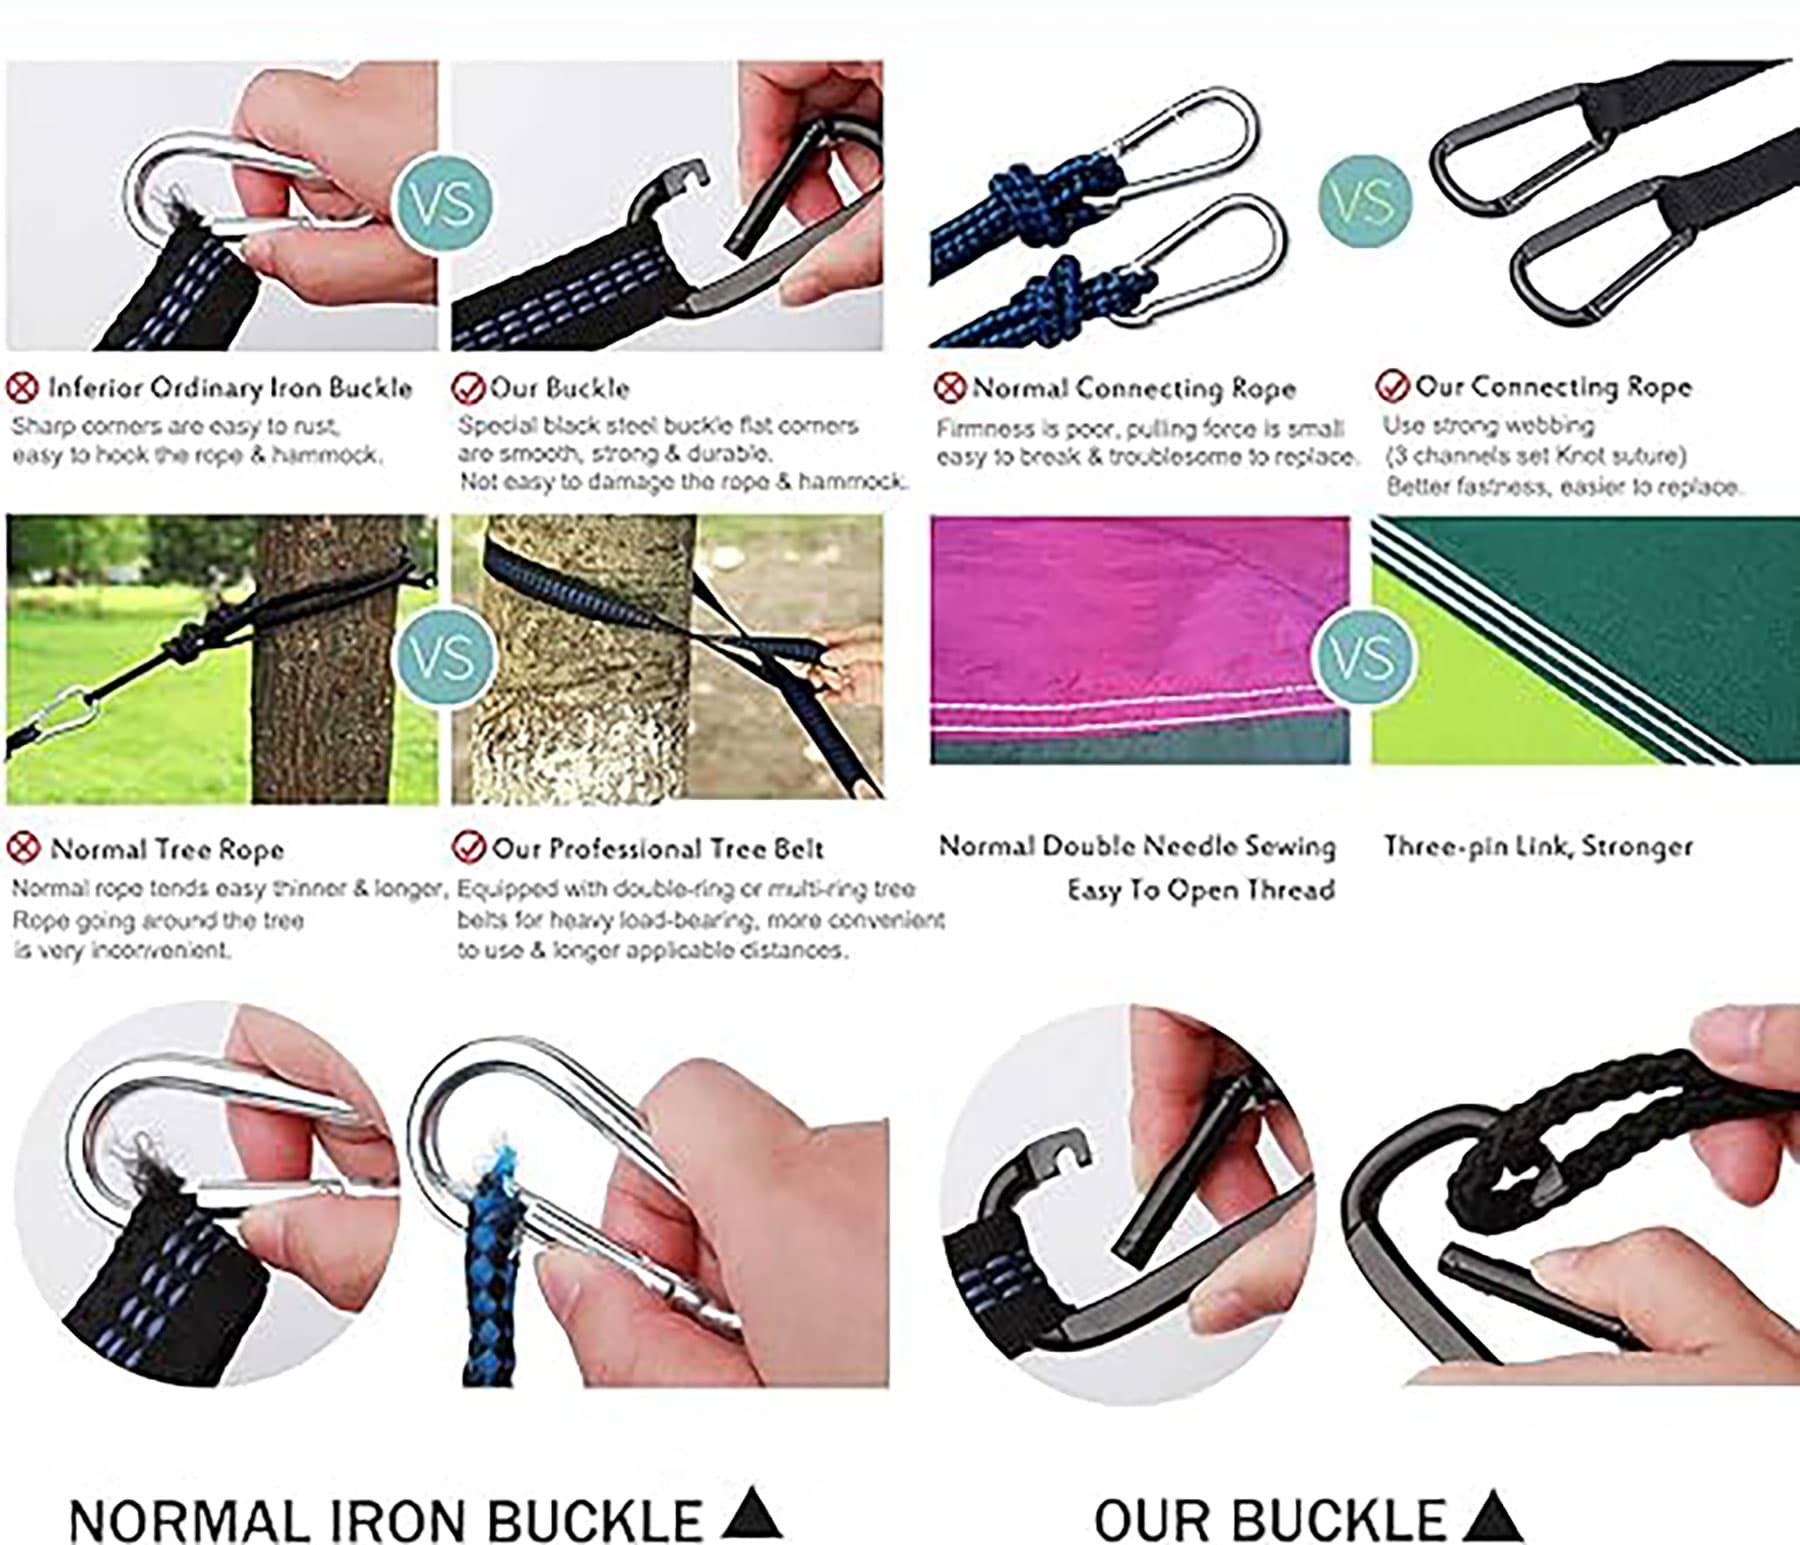 VS
VS
Inferior Ordinary Iron Buckle
Sharp corners are easy to rust,
easy to hook the rope & hammock.
Our Buckle
Special black steel buckle flat corners
are smooth, strong & durable.
Not easy to damage the rope & hammock.
Normal Connecting Rope
Firmness is poor, pulling force is small
easy to break & troublesome to replace.
Our Connecting Rope
Use strong webbing
(3 channels set Knot suture)
Better fastness, easier to replace.
VS
VS
Normal Tree Rope
Normal rope tends easy thinner & longer,
Rope going around the tree
is very inconvenient.
Our Professional Tree Belt
Equipped with double-ring or multi-ring tree
belts for heavy load-bearing, more convenient
to use & longer applicable distances.
Normal Double Needle Sewing
Easy To Open Thread
Three-pin Link, Stronger
NORMAL IRON BUCKLE
OUR BUCKLE